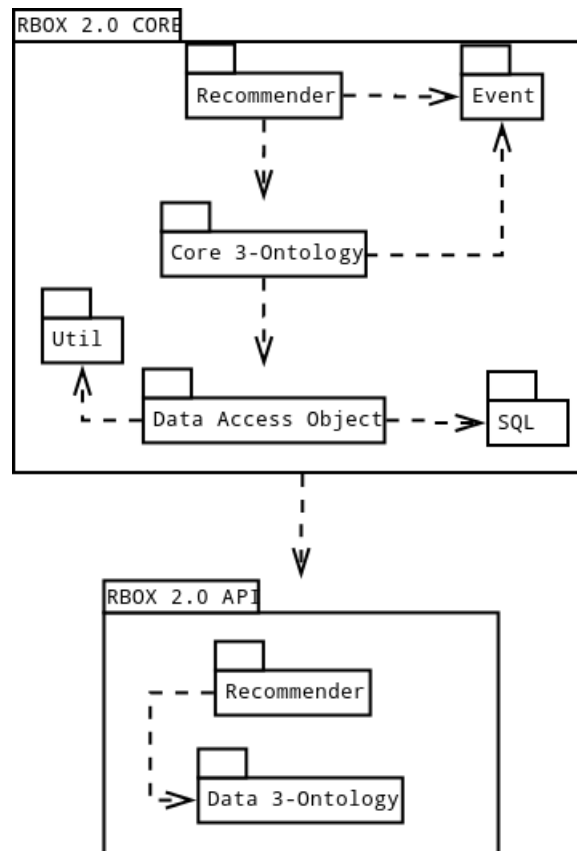 RBOX 2.0 CORE
Recommender
Event
Core 3-Ontology
Util
Data Access Object
SQL
RBOX 2.0 API
Recommender
Data 3-Ontology